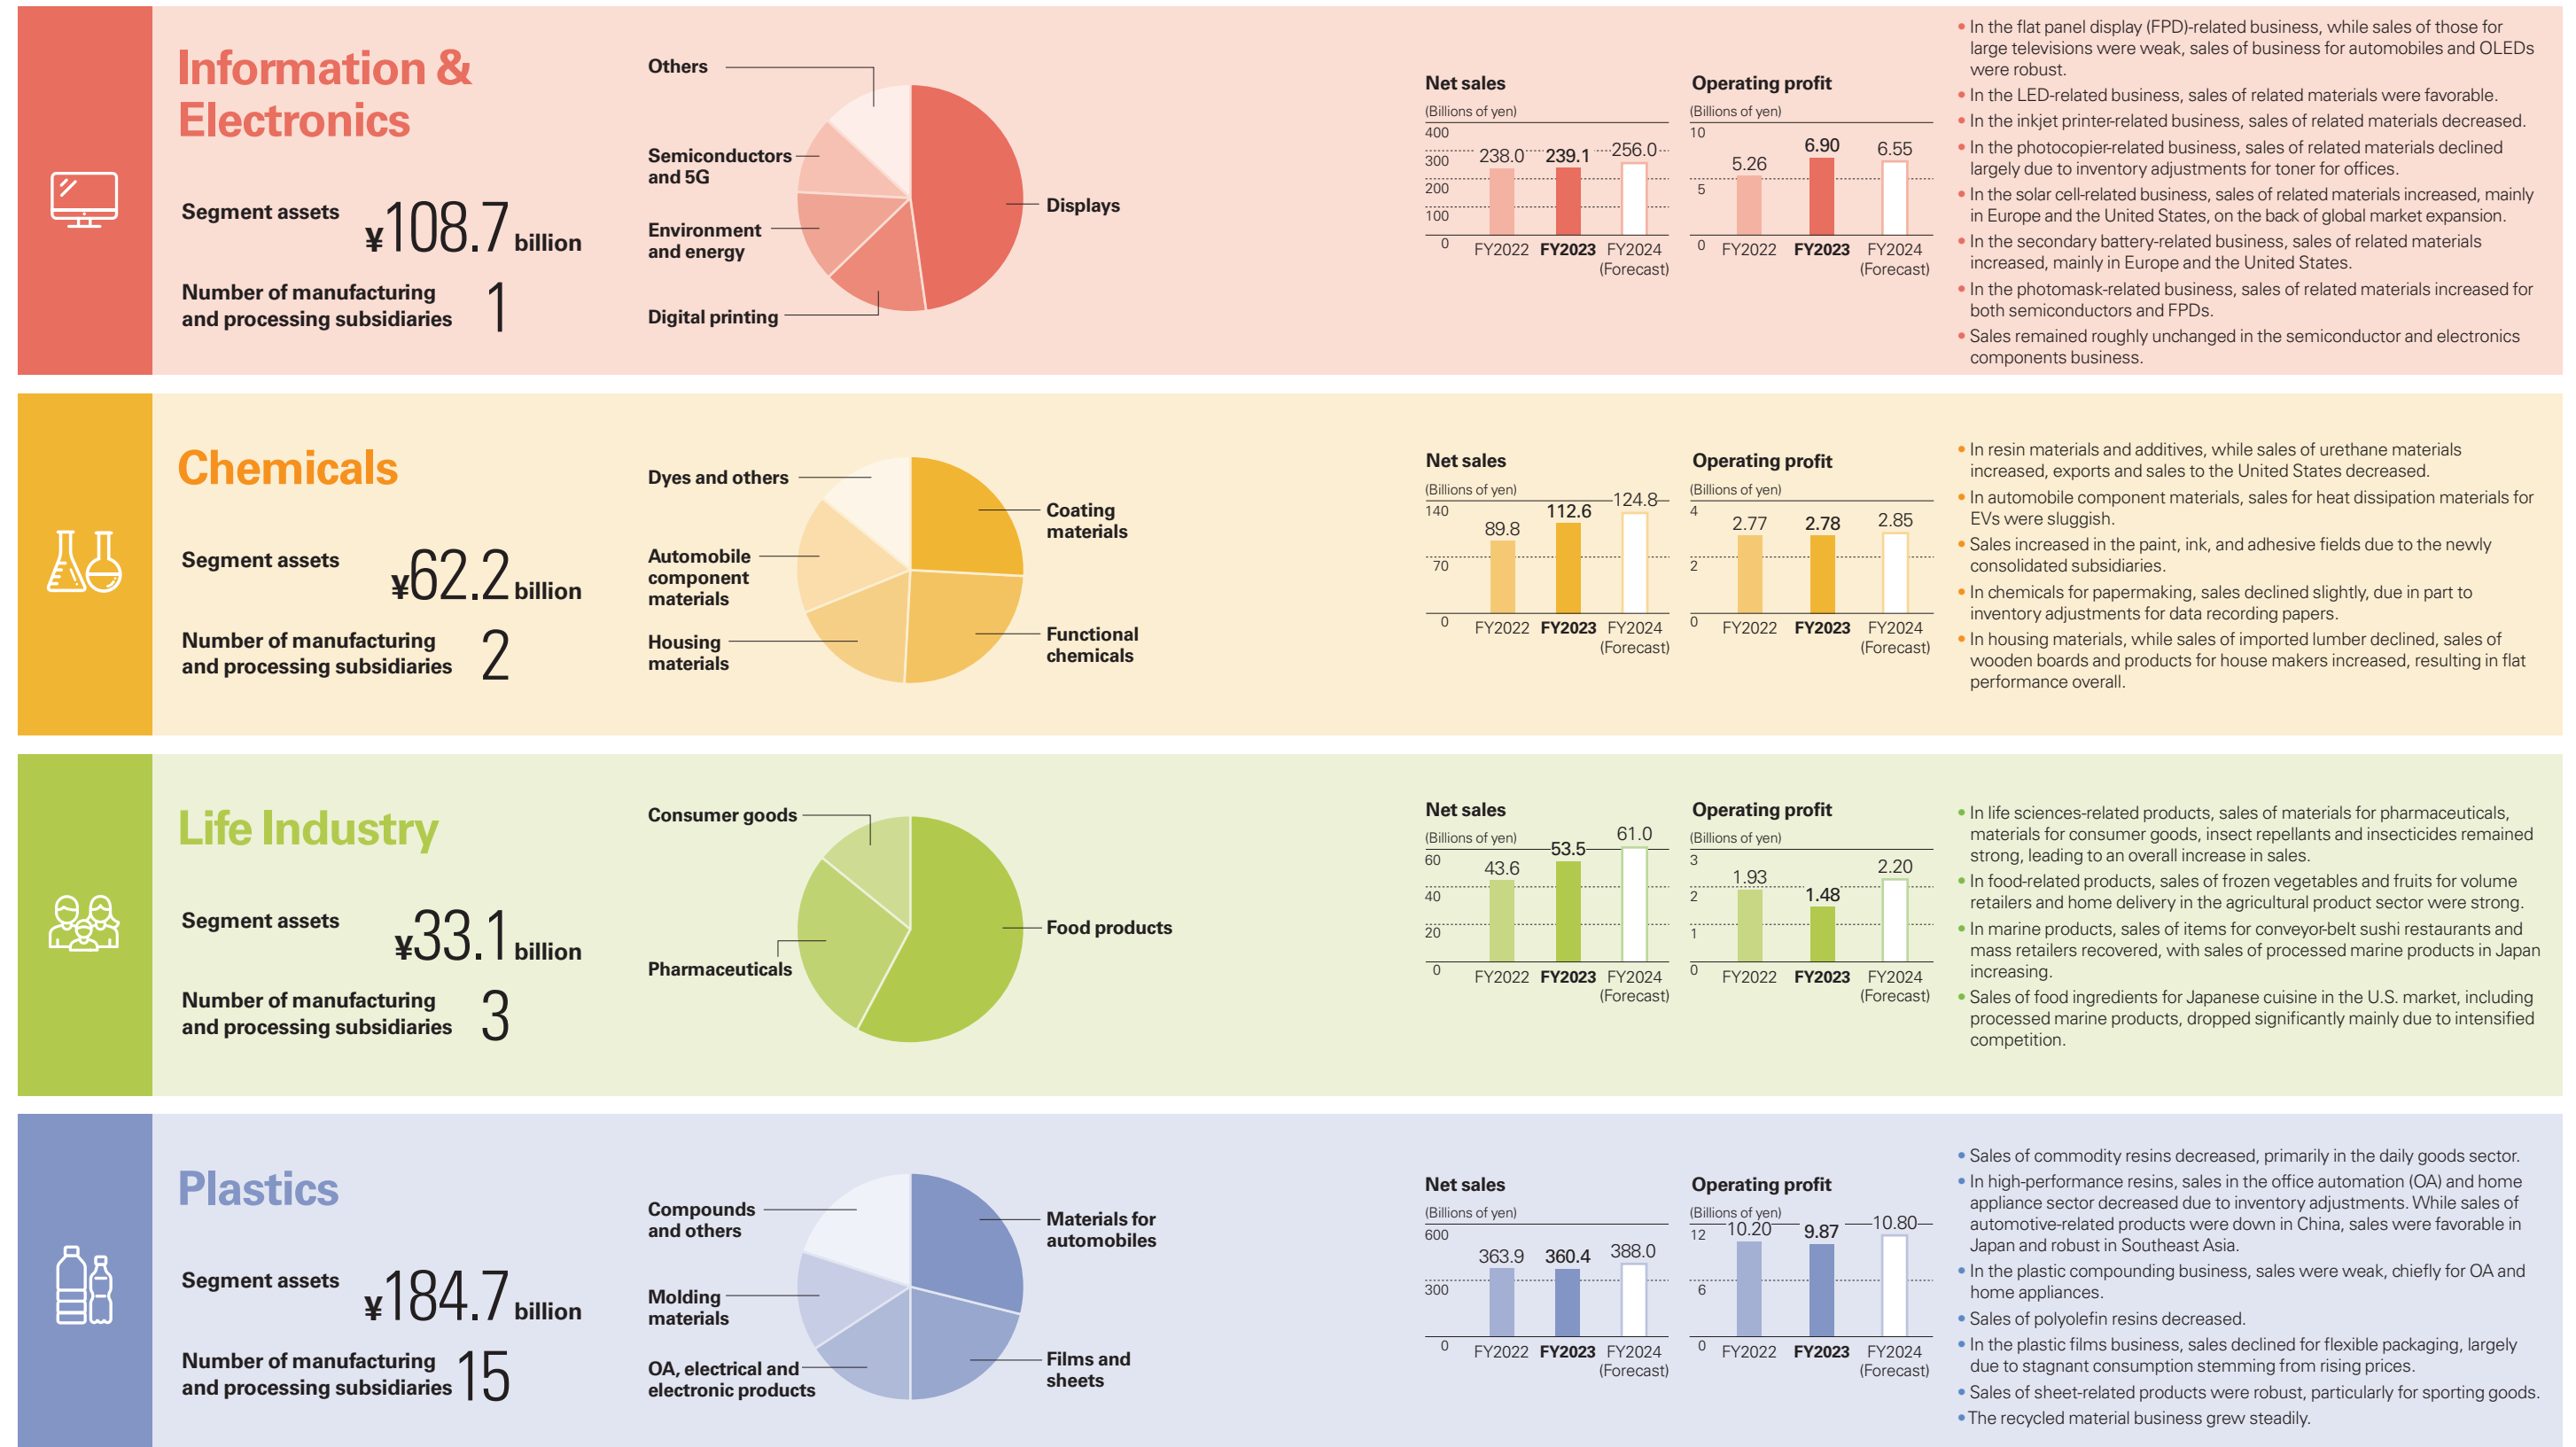 Information &
Electronics
Segment assets
¥108.7 billion
Number of manufacturing
and processing subsidiaries 1
Others
Semiconductors
and 5G
Environment
and energy
Digital printing
Displays
Net sales
(Billions of yen)
400
300
200
100
0
238.0
239.1
256.0
FY2022 FY2023 FY2024
(Forecast)
Operating profit
(Billions of yen)
10
5
0
5.26
6.90
6.55
FY2022 FY2023 FY2024
(Forecast)
• In the flat panel display (FPD)-related business, while sales of those for
large televisions were weak, sales of business for automobiles and OLEDs
were robust.
• In the LED-related business, sales of related materials were favorable.
• In the inkjet printer-related business, sales of related materials decreased.
• In the photocopier-related business, sales of related materials declined
largely due to inventory adjustments for toner for offices.
• In the solar cell-related business, sales of related materials increased, mainly
in Europe and the United States, on the back of global market expansion.
• In the secondary battery-related business, sales of related materials
increased, mainly in Europe and the United States.
• In the photomask-related business, sales of related materials increased for
both semiconductors and FPDs.
• Sales remained roughly unchanged in the semiconductor and electronics
components business.
Chemicals
Segment assets
¥62.2 billion
Number of manufacturing
and processing subsidiaries 2
Dyes and others
Automobile
component
materials
Housing
materials
Coating
materials
Functional
chemicals
Net sales
(Billions of yen)
140
70
0
89.8
112.6
124.8
FY2022 FY2023 FY2024
(Forecast)
Operating profit
(Billions of yen)
4
2
0
2.77
2.78
2.85
FY2022 FY2023 FY2024
(Forecast)
• In resin materials and additives, while sales of urethane materials
increased, exports and sales to the United States decreased.
• In automobile component materials, sales for heat dissipation materials for
EVs were sluggish.
• Sales increased in the paint, ink, and adhesive fields due to the newly
consolidated subsidiaries.
• In chemicals for papermaking, sales declined slightly, due in part to
inventory adjustments for data recording papers.
• In housing materials, while sales of imported lumber declined, sales of
wooden boards and products for house makers increased, resulting in flat
performance overall.
Life Industry
Segment assets
¥33.1 billion
Number of manufacturing
and processing subsidiaries 3
Consumer goods
Pharmaceuticals
Food products
Net sales
(Billions of yen)
60
40
20
0
43.6
53.5
61.0
FY2022 FY2023 FY2024
(Forecast)
Operating profit
(Billions of yen)
3
2
1
0
1.93
1.48
2.20
FY2022 FY2023 FY2024
(Forecast)
• In life sciences-related products, sales of materials for pharmaceuticals,
materials for consumer goods, insect repellants and insecticides remained
strong, leading to an overall increase in sales.
• In food-related products, sales of frozen vegetables and fruits for volume
retailers and home delivery in the agricultural product sector were strong.
• In marine products, sales of items for conveyor-belt sushi restaurants and
mass retailers recovered, with sales of processed marine products in Japan
increasing.
• Sales of food ingredients for Japanese cuisine in the U.S. market, including
processed marine products, dropped significantly mainly due to intensified
competition.
Plastics
Segment assets
¥184.7 billion
Number of manufacturing
and processing subsidiaries 15
Compounds
and others
Molding
materials
OA, electrical and
electronic products
Materials for
automobiles
Films and
sheets
Net sales
(Billions of yen)
600
300
0
363.9
360.4
388.0
FY2022 FY2023 FY2024
(Forecast)
Operating profit
(Billions of yen)
12
6
0
10.20
9.87
10.80
FY2022 FY2023 FY2024
(Forecast)
• Sales of commodity resins decreased, primarily in the daily goods sector.
• In high-performance resins, sales in the office automation (OA) and home
appliance sector decreased due to inventory adjustments. While sales of
automotive-related products were down in China, sales were favorable in
Japan and robust in Southeast Asia.
• In the plastic compounding business, sales were weak, chiefly for OA and
home appliances.
• Sales of polyolefin resins decreased.
• In the plastic films business, sales declined for flexible packaging, largely
due to stagnant consumption stemming from rising prices.
• Sales of sheet-related products were robust, particularly for sporting goods.
• The recycled material business grew steadily.